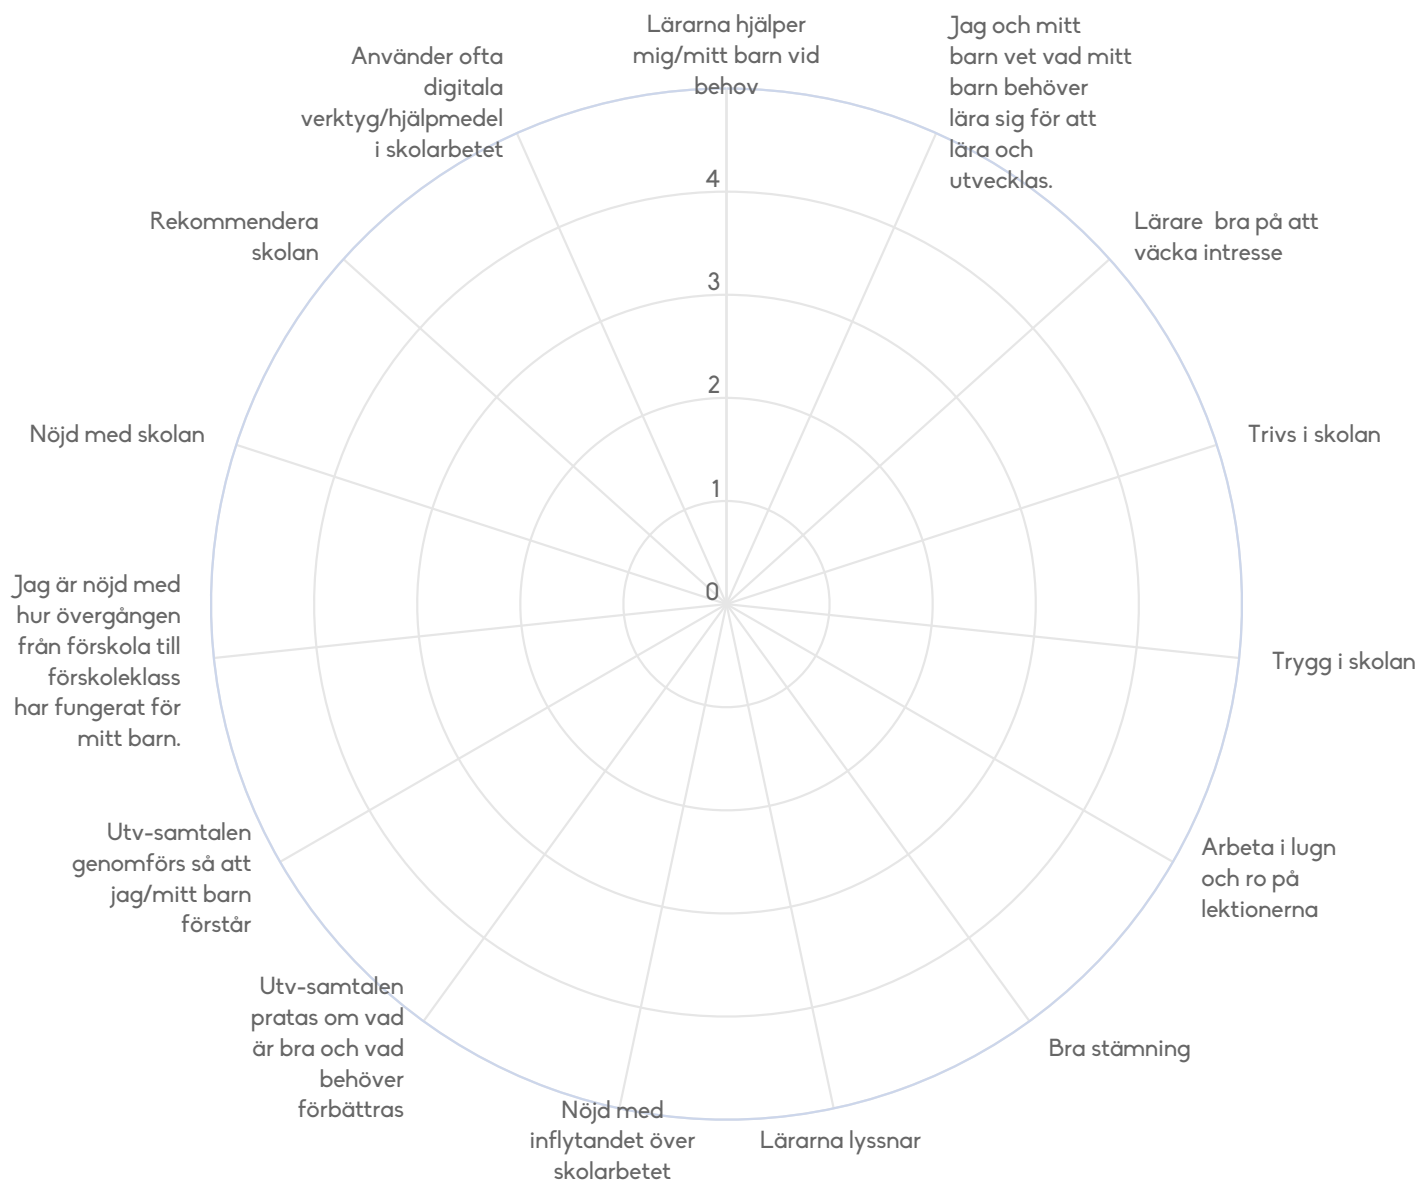 Lärarna hjälper
mig/mitt barn vid
behov
Jag och mitt
barn vet vad mitt
barn behöver
lära sig för att
lära och
utvecklas.
Lärare  bra på att
väcka intresse
Trivs i skolan
Trygg i skolan
Arbeta i lugn
och ro på
lektionerna
Bra stämning
Lärarna lyssnar
Nöjd med
inflytandet över
skolarbetet
Utv-samtalen
pratas om vad
är bra och vad
behöver
förbättras
Utv-samtalen
genomförs så att
jag/mitt barn
förstår
Jag är nöjd med
hur övergången
från förskola till
förskoleklass
har fungerat för
mitt barn.
Nöjd med skolan
Rekommendera
skolan
Använder ofta
digitala
verktyg/hjälpmedel
i skolarbetet
4
3
2
1
0